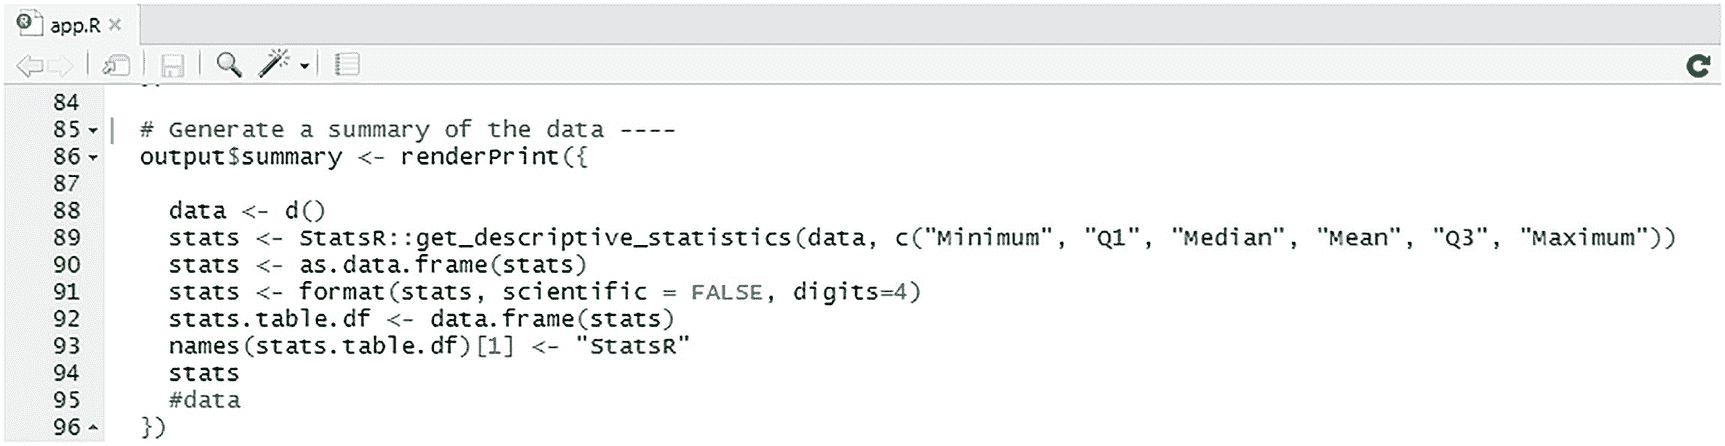 app.R
84
85 # Generate a summary of the data ----
86 output$summary <- renderPrint({
87
88 data <- d()
89 stats <- StatsR::get_descriptive_statistics(data, c("Minimum", "Q1", "Median", "Mean", "Q3", "Maximum"))
90 stats <- as.data.frame(stats)
91 stats <- format(stats, scientific = FALSE, digits=4)
92 stats.table.df <- data.frame(stats)
93 names(stats.table.df)[1] <- "StatsR"
94 stats
95 #data
96 })